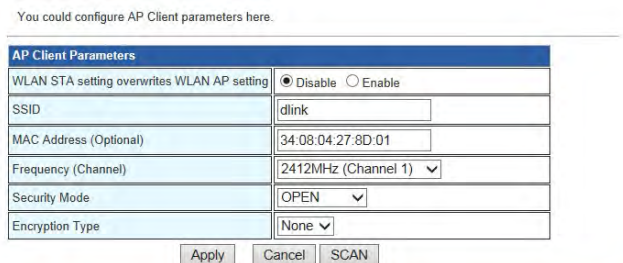 You could configure AP Client parameters here.
AP Client Parameters
WLAN STA setting overwrites WLAN AP setting Disable Enable
SSID dlink
MAC Address (Optional) 34:08:04:27:8D:01
Frequency (Channel) 2412MHz (Channel 1)
Security Mode OPEN
Encryption Type None
Apply Cancel SCAN